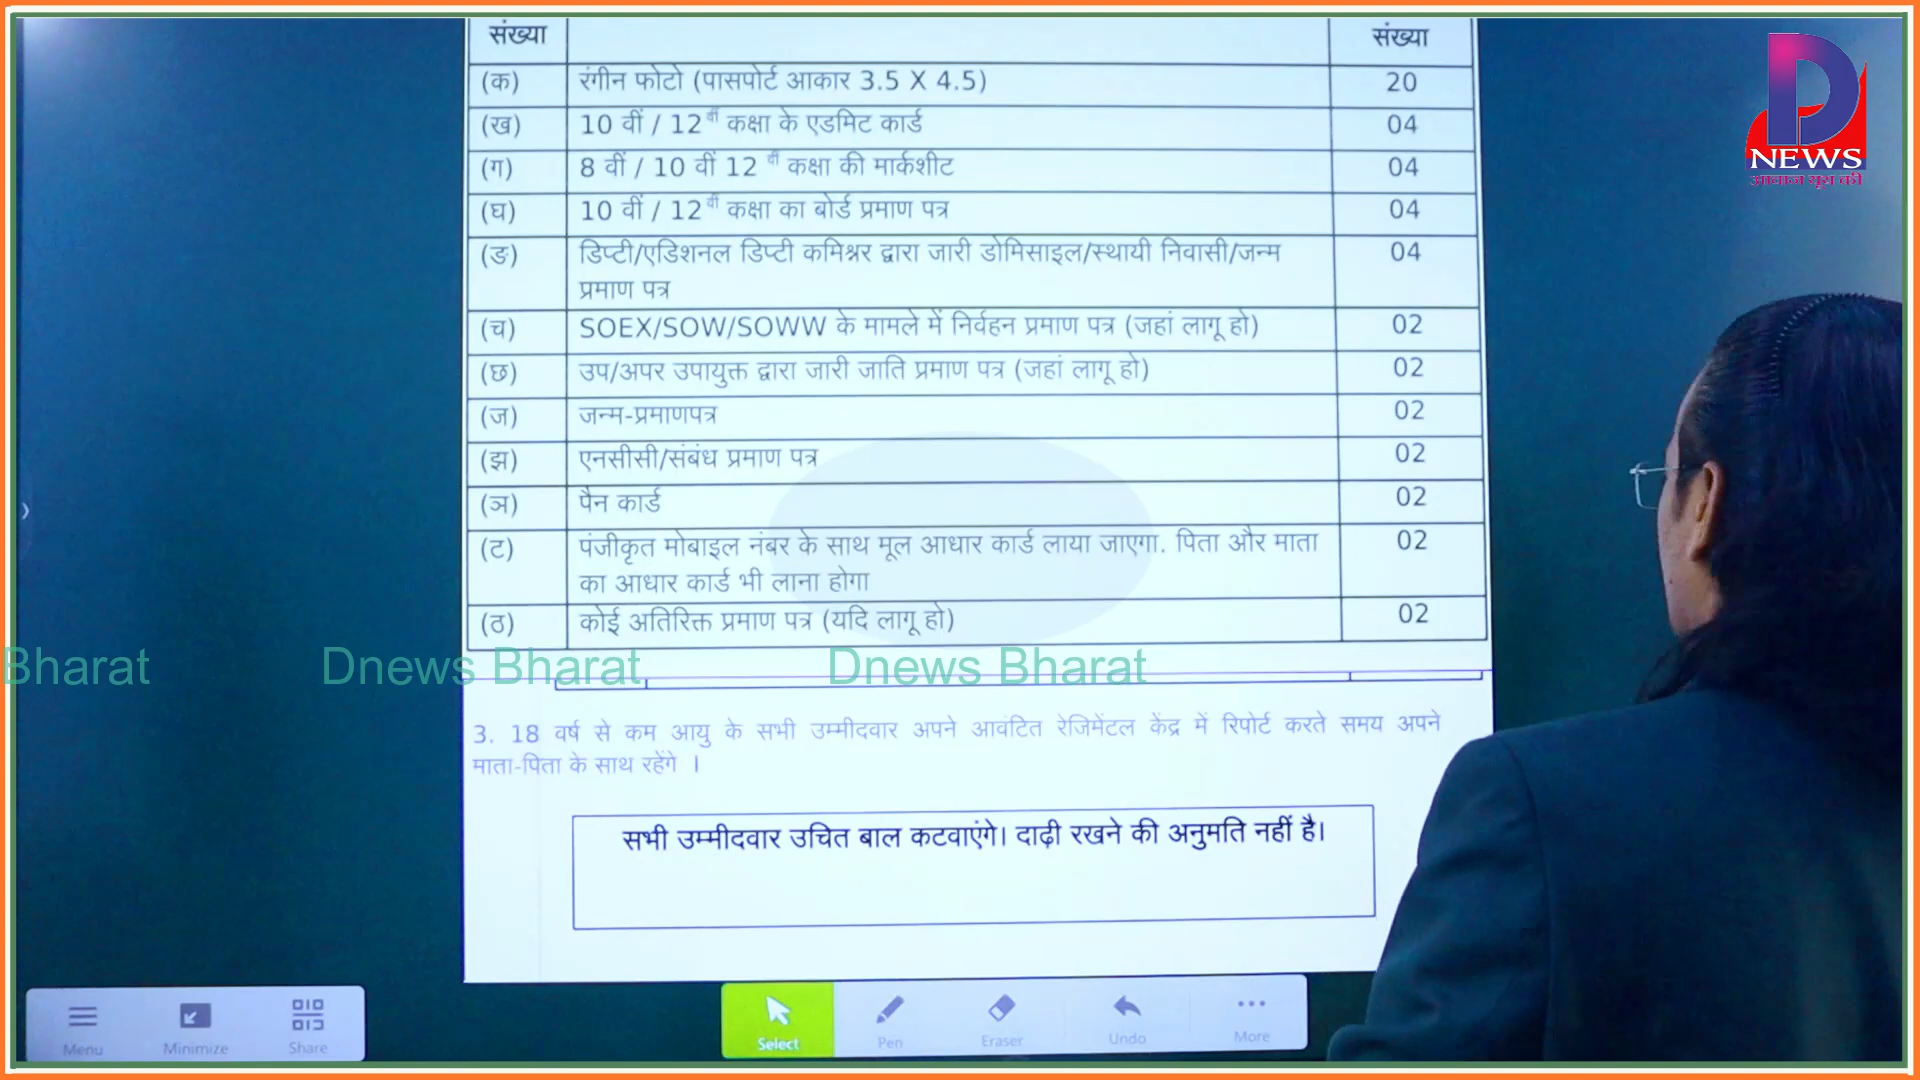 संख्या संख्या
(क) रंगीन फोटो (पासपोर्ट आकार 3.5 X 4.5) 20
(ख) 10 वीं / 12 वीं कक्षा के एडमिट कार्ड 04
(ग) 8 वीं / 10 वीं 12 वीं कक्षा की मार्कशीट 04
(घ) 10 वीं / 12 वीं कक्षा का बोर्ड प्रमाण पत्र 04
(ङ) डिप्टी/एडिशनल डिप्टी कमिश्नर द्वारा जारी डोमिसाइल/स्थायी निवासी/जन्म 04
प्रमाण पत्र
(च) SOEX/SOW/SOWW के मामले में निर्वहन प्रमाण पत्र (जहां लागू हो) 02
(छ) उप/अपर उपायुक्त द्वारा जारी जाति प्रमाण पत्र (जहां लागू हो) 02
(ज) जन्म-प्रमाणपत्र 02
(झ) एनसीसी/संबंध प्रमाण पत्र 02
(ञ) पैन कार्ड 02
(ट) पंजीकृत मोबाइल नंबर के साथ मूल आधार कार्ड लाया जाएगा. पिता और माता 02
का आधार कार्ड भी लाना होगा
(ठ) कोई अतिरिक्त प्रमाण पत्र (यदि लागू हो) 02
Bharat Dnews Bharat Dnews Bharat
3. 18 वर्ष से कम आयु के सभी उम्मीदवार अपने आवंटित रेजिमेंटल केंद्र में रिपोर्ट करते समय अपने
माता-पिता के साथ रहेंगे ।
सभी उम्मीदवार उचित बाल कटवाएंगे। दाढ़ी रखने की अनुमति नहीं है।
D
NEWS
आवाज यूथ की
Menu Minimize Share Select Pen Eraser Undo More